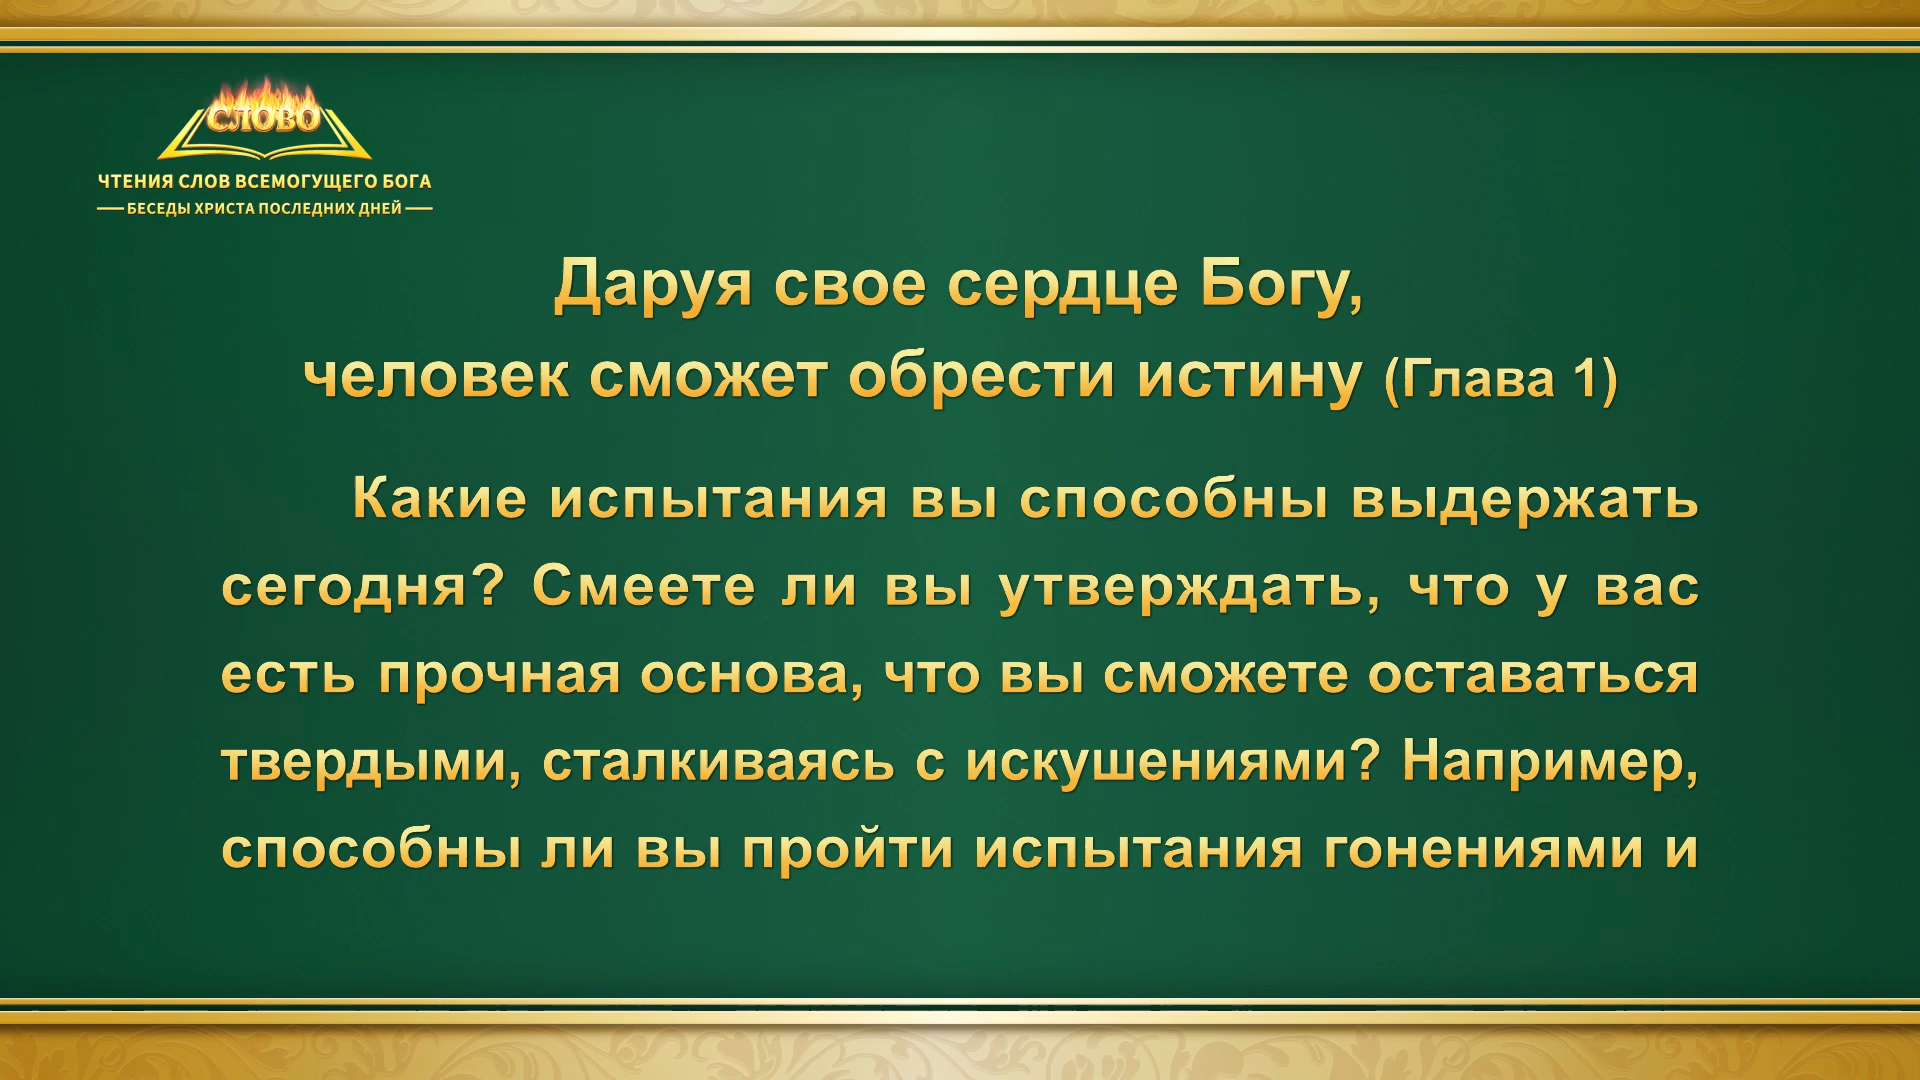 СЛОВО
ЧТЕНИЯ СЛОВ ВСЕМОГУЩЕГО БОГА
БЕСЕДЫ ХРИСТА ПОСЛЕДНИХ ДНЕЙ
Даруя свое сердце Богу,
человек сможет обрести истину (Глава 1)
Какие испытания вы способны выдержать
сегодня? Смеете ли вы утверждать, что у вас
есть прочная основа, что вы сможете оставаться
твердыми, сталкиваясь с искушениями? Например,
способны ли вы пройти испытания гонениями и